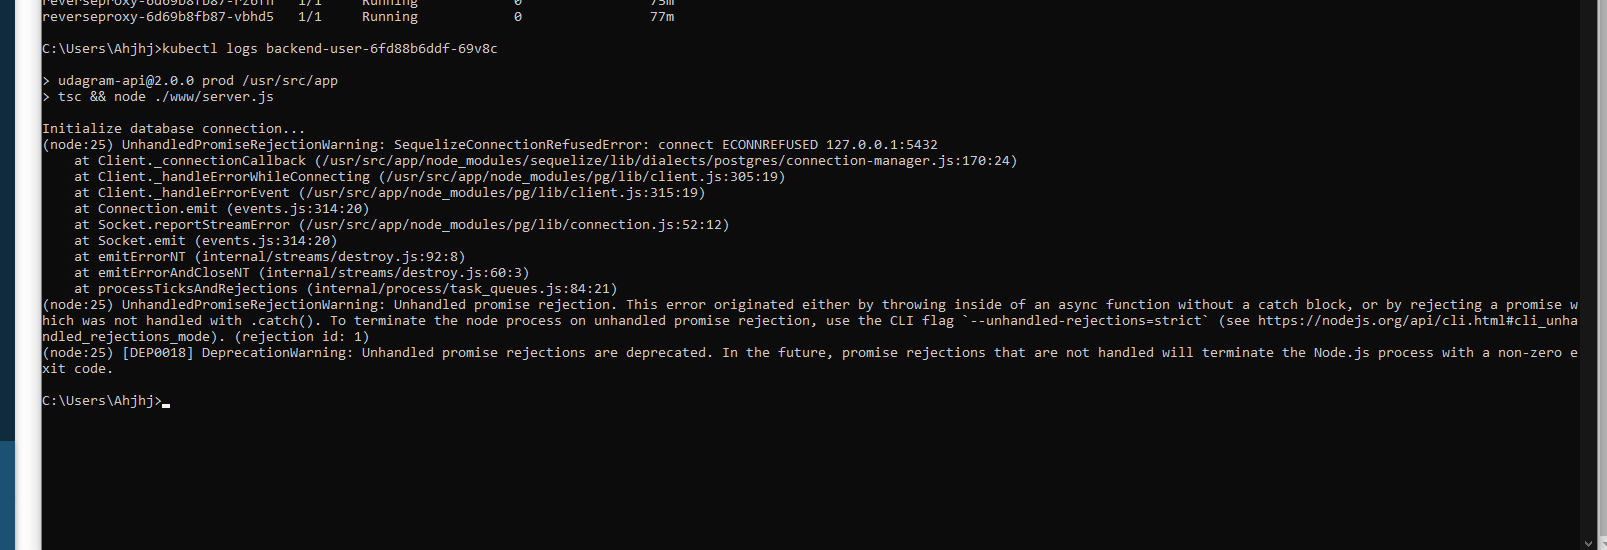 reverseproxy-6d69b8fb87-rz6fn 1/1 Running 0 75m
reverseproxy-6d69b8fb87-vbhd5 1/1 Running 0 77m
C:\Users\Ahjhj>kubectl logs backend-user-6fd88b6ddf-69v8c
> udagram-api@2.0.0 prod /usr/src/app
> tsc && node ./www/server.js
Initialize database connection...
(node:25) UnhandledPromiseRejectionWarning: SequelizeConnectionRefusedError: connect ECONNREFUSED 127.0.0.1:5432
at Client._connectionCallback (/usr/src/app/node_modules/sequelize/lib/dialects/postgres/connection-manager.js:170:24)
at Client._handleErrorWhileConnecting (/usr/src/app/node_modules/pg/lib/client.js:305:19)
at Client._handleErrorEvent (/usr/src/app/node_modules/pg/lib/client.js:315:19)
at Connection.emit (events.js:314:20)
at Socket.reportStreamError (/usr/src/app/node_modules/pg/lib/connection.js:52:12)
at Socket.emit (events.js:314:20)
at emitErrorNT (internal/streams/destroy.js:92:8)
at emitErrorAndCloseNT (internal/streams/destroy.js:60:3)
at processTicksAndRejections (internal/process/task_queues.js:84:21)
(node:25) UnhandledPromiseRejectionWarning: Unhandled promise rejection. This error originated either by throwing inside of an async function without a catch block, or by rejecting a promise w
hich was not handled with .catch(). To terminate the node process on unhandled promise rejection, use the CLI flag `--unhandled-rejections=strict` (see https://nodejs.org/api/cli.html#cli_unha
ndled_rejections_mode). (rejection id: 1)
(node:25) [DEP0018] DeprecationWarning: Unhandled promise rejections are deprecated. In the future, promise rejections that are not handled will terminate the Node.js process with a non-zero e
xit code.
C:\Users\Ahjhj>